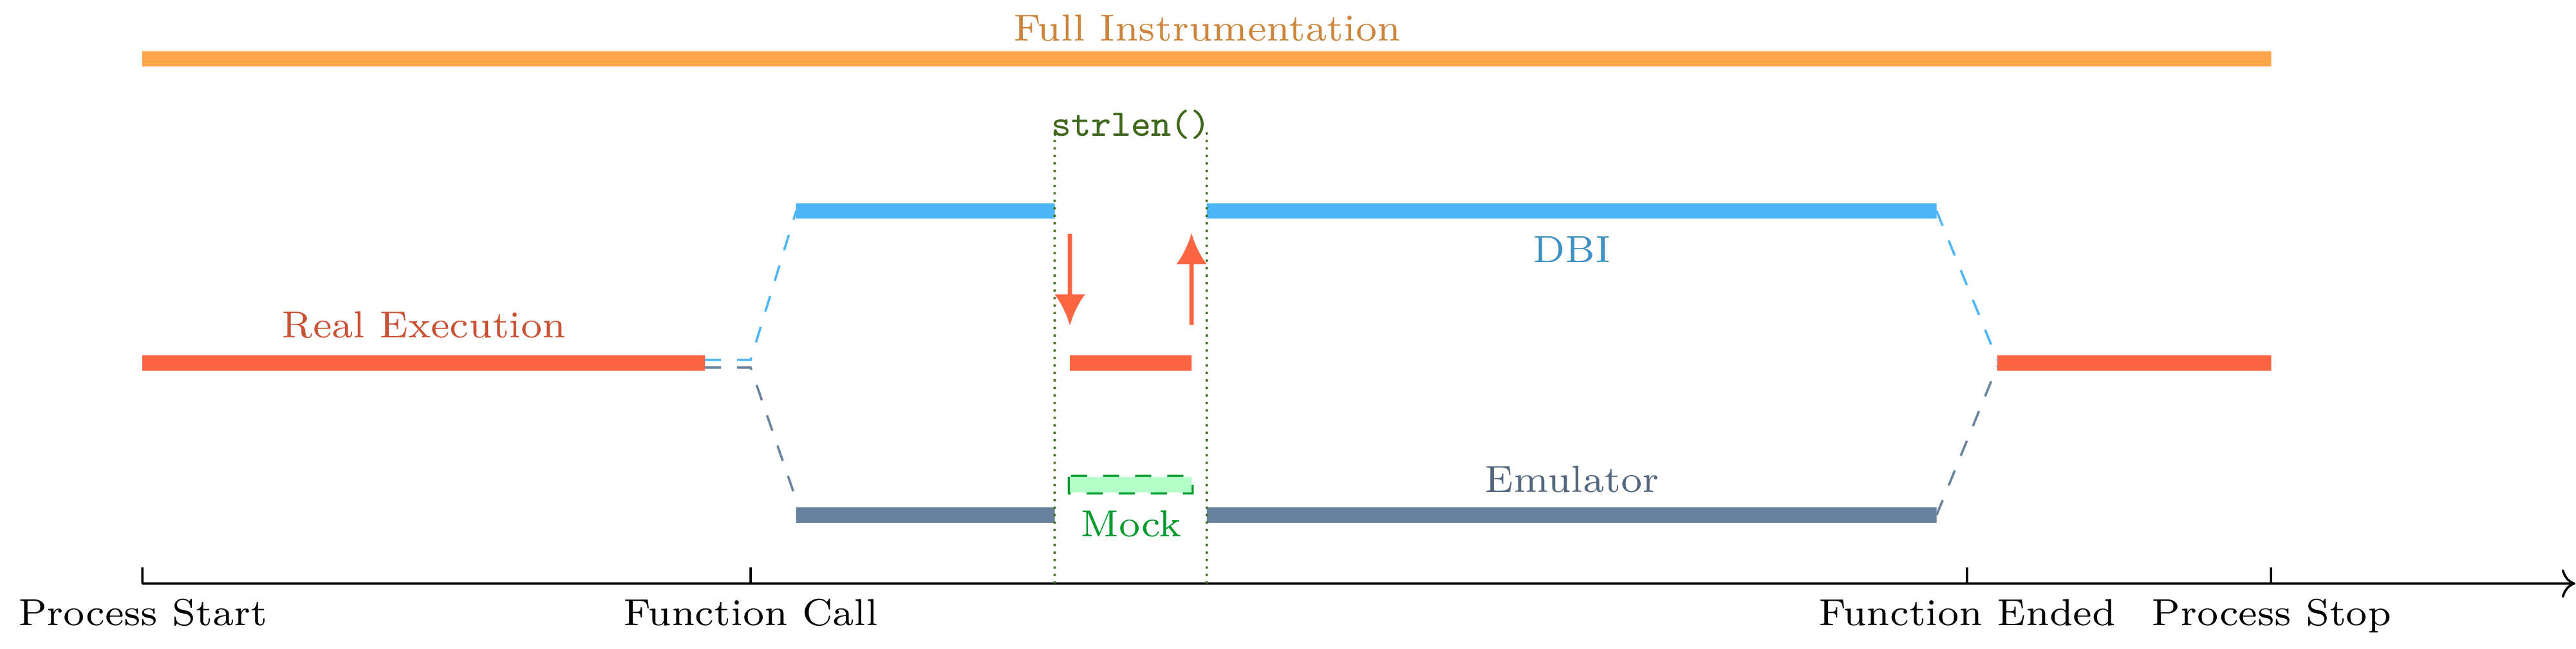 Full Instrumentation
strlen()
DBI
Real Execution
Emulator
Mock
Process Start
Function Call
Function Ended
Process Stop